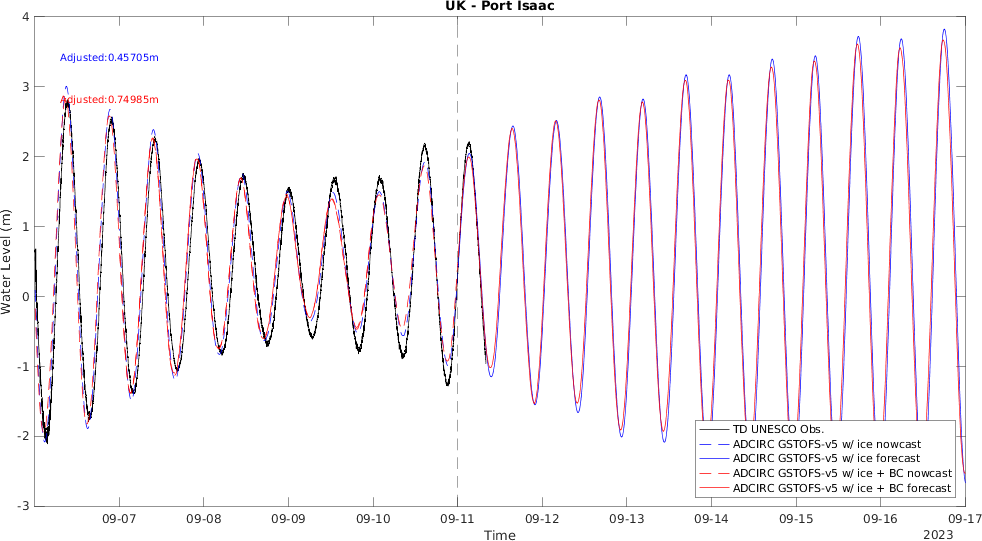 UK - Port Isaac
4
3
2
1
0
-1
-2
-3
Water Level (m)
Adjusted:0.45705m
Adjusted:0.74985m
TD UNESCO Obs.
ADCIRC GSTOFS-v5 w/ ice nowcast
ADCIRC GSTOFS-v5 w/ ice forecast
ADCIRC GSTOFS-v5 w/ ice + BC nowcast
ADCIRC GSTOFS-v5 w/ ice + BC forecast
09-07 09-08 09-09 09-10 09-11 09-12 09-13 09-14 09-15 09-16 09-17
Time
2023